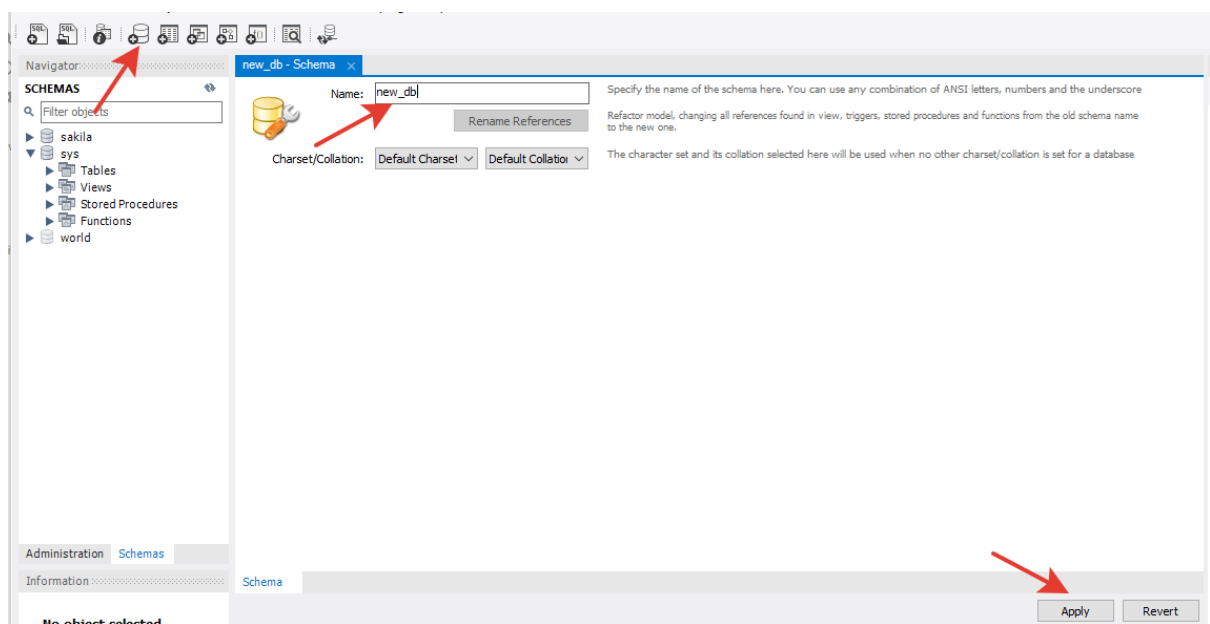 SQL SQL
Navigator
SCHEMAS
Filter objects
sakila
sys
Tables
Views
Stored Procedures
Functions
world
Administration Schemas
Information
No object selected
new_db - Schema
Name: new_db
Specify the name of the schema here. You can use any combination of ANSI letters, numbers and the underscore
Rename References
Refactor model, changing all references found in view, triggers, stored procedures and functions from the old schema name
to the new one.
Charset/Collation: Default Charset Default Collation
The character set and its collation selected here will be used when no other charset/collation is set for a database
Schema
Apply Revert